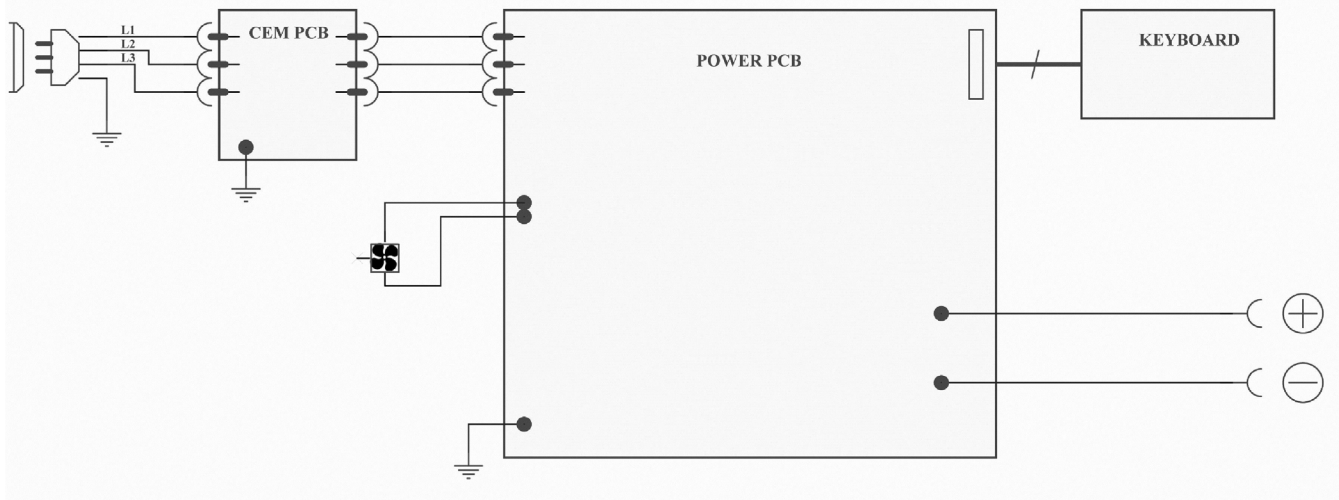 L1
L2
L3
CEM PCB
POWER PCB
KEYBOARD